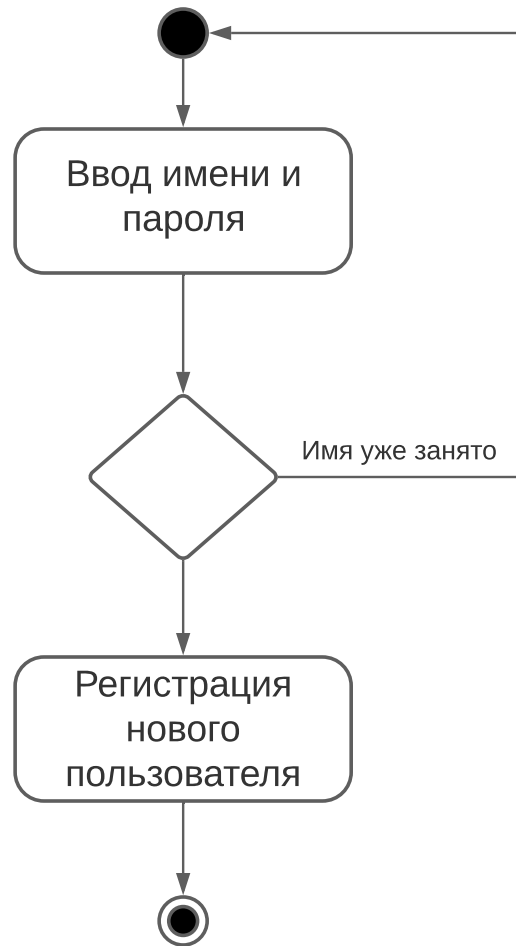 Ввод имени и
пароля
Имя уже занято
Регистрация
нового
пользователя